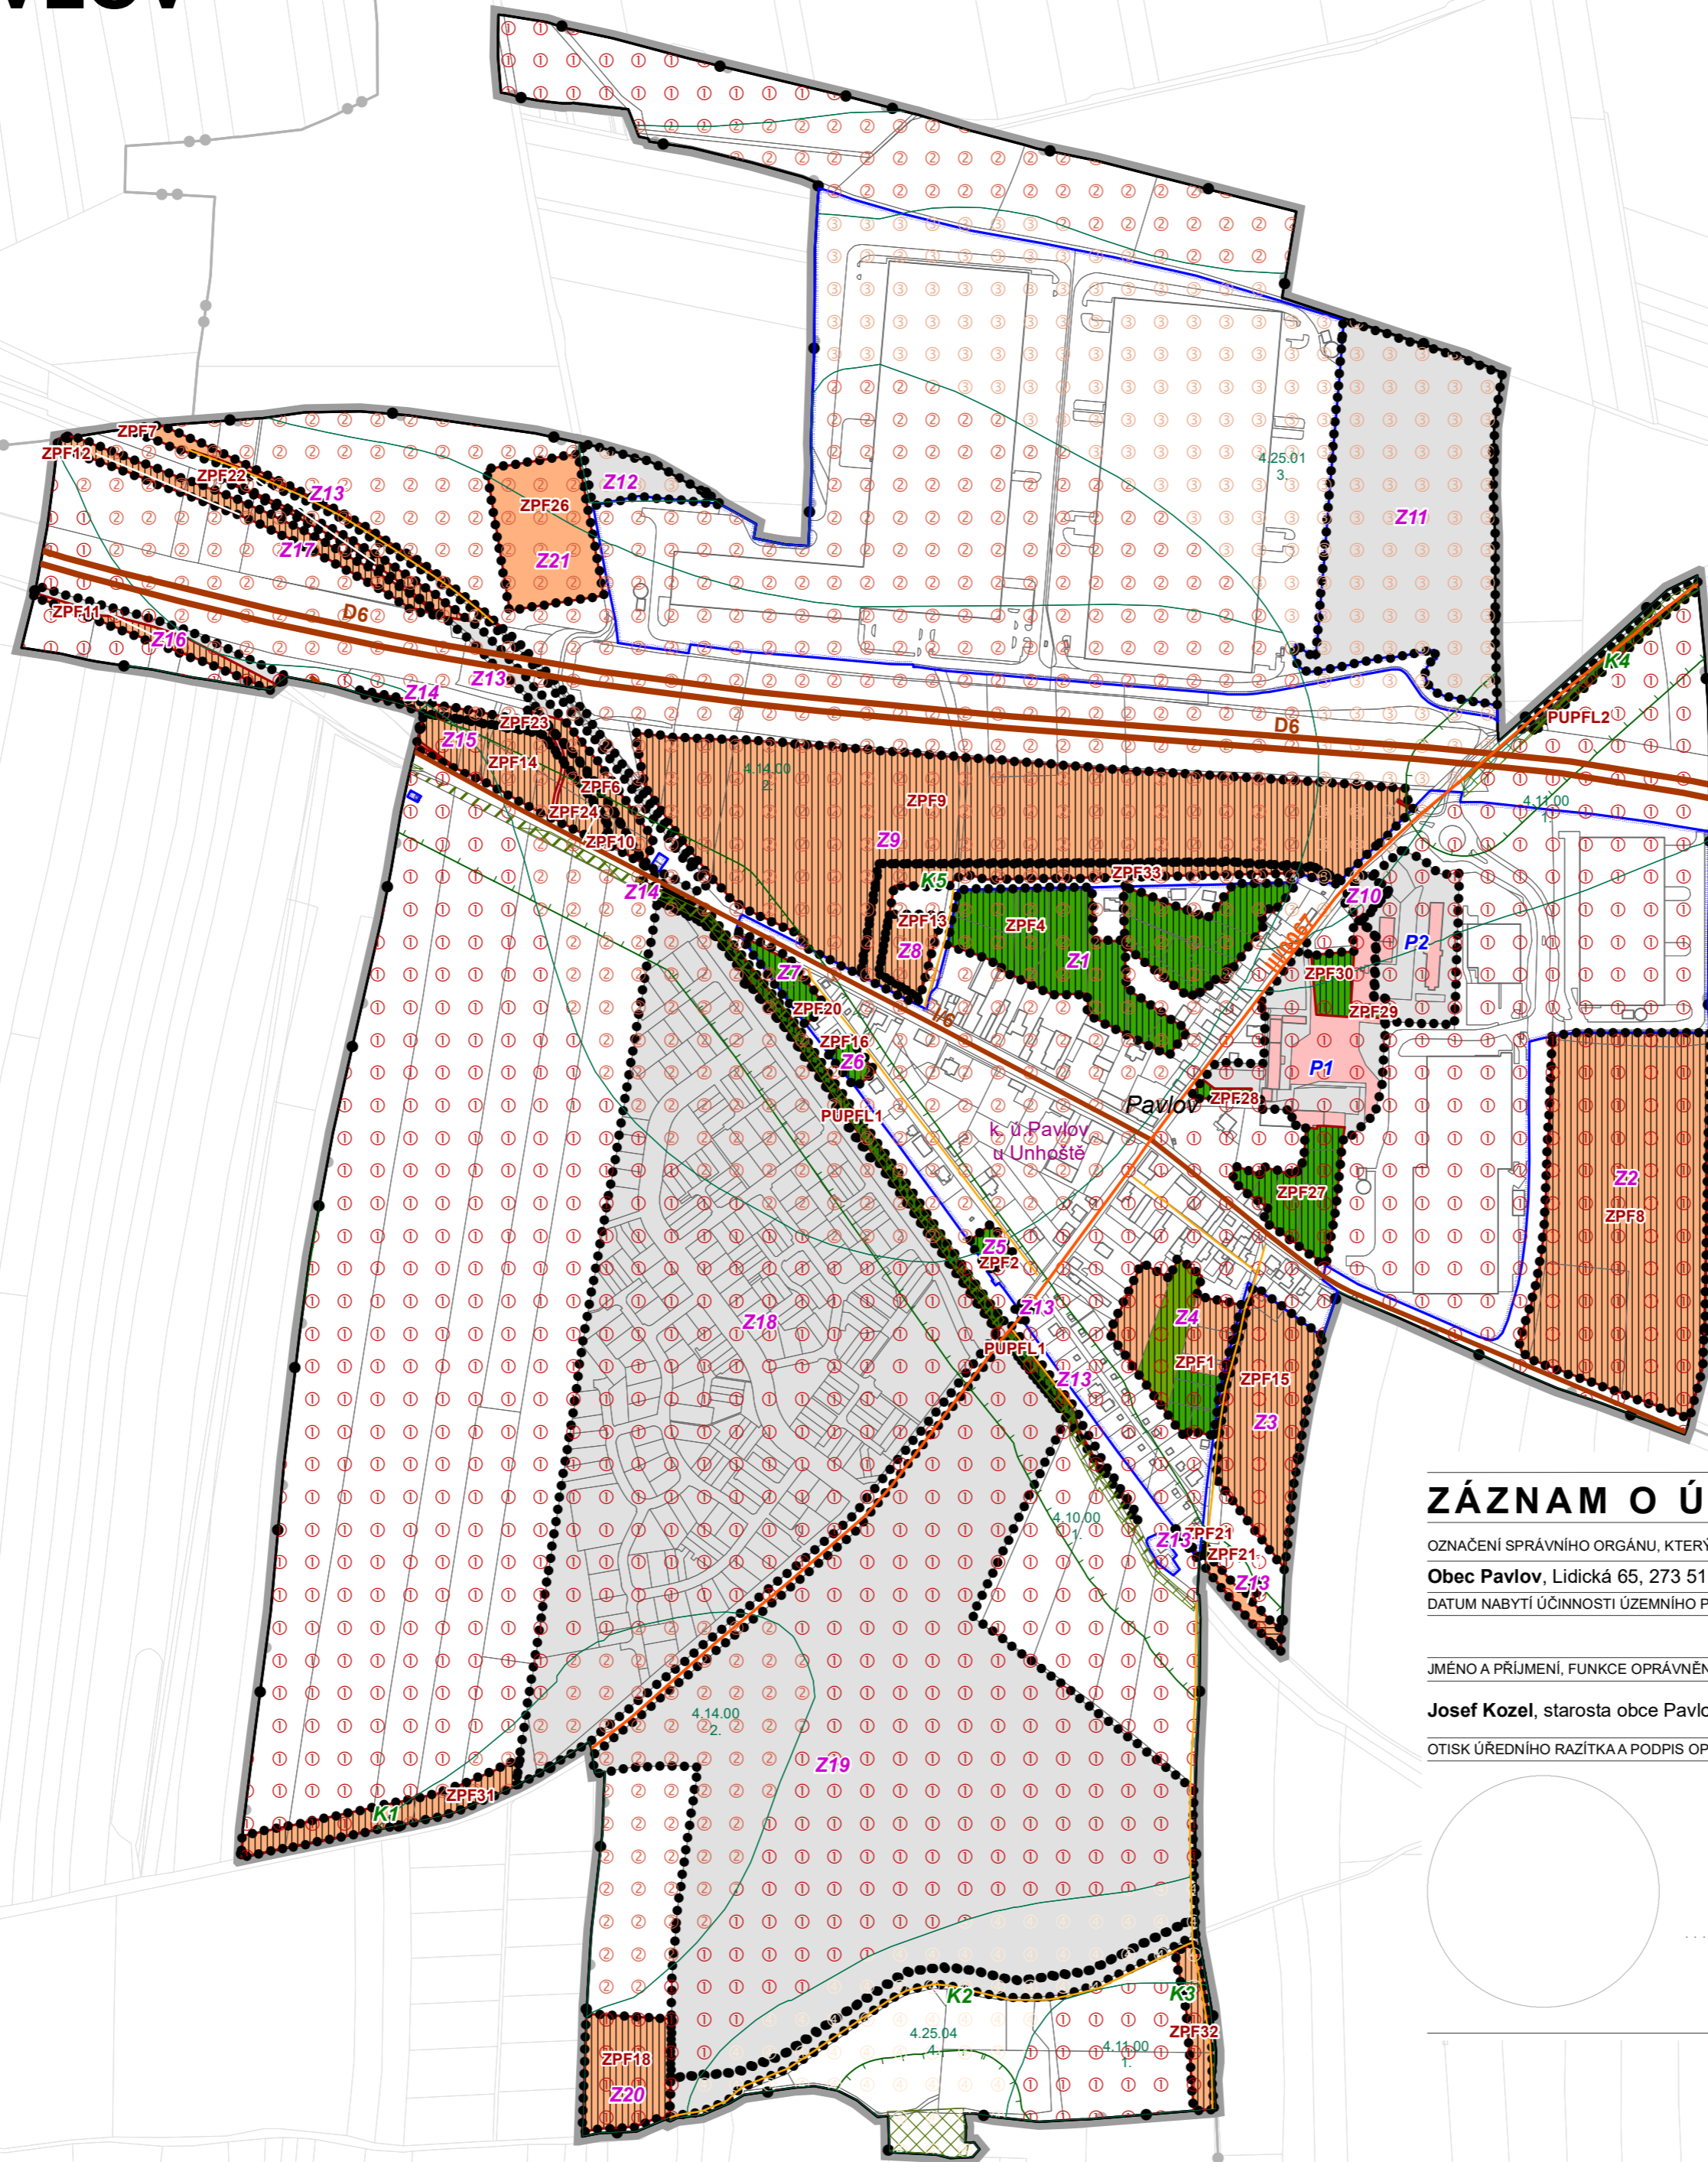 ZPF7
ZPF12
ZPF22
Z13
Z17
ZPF26
Z21
Z12
4.25.01
3.
Z11
D6
ZPF11
Z16
Z13
Z14
ZPF23
Z15
ZPF14
ZPF6
ZPF24
ZPF10
Z14
4.14.00
2.
ZPF9
Z9
D6
K4
PUPFL2
4.11.00
1.
K5
ZPF33
Z10
ZPF13
Z8
ZPF4
Z1
III/0067
P2
ZPF30
ZPF29
Z7
ZPF20
I/6
ZPF16
Z6
P1
PUPFL1
Pavlov
ZPF28
k. ú.Pavlov
u Unhoště
ZPF27
Z2
ZPF8
Z5
ZPF2
Z13
Z18
PUPFL1
Z4
ZPF1
Z13
ZPF15
Z3
4.10.00
1.
Z13
ZPF21
ZPF21
Z13
4.14.00
2.
Z19
ZPF31
K1
K2
K3
4.25.04
4.
4.11.00
1.
ZPF32
ZPF18
Z20
ZÁZNAM O Ú
OZNAČENÍ SPRÁVNÍHO ORGÁNU, KTERÝ
Obec Pavlov, Lidická 65, 273 51
DATUM NABYTÍ ÚČINNOSTI ÚZEMNÍHO P
JMÉNO A PŘÍJMENÍ, FUNKCE OPRÁVNĚN
Josef Kozel, starosta obce Pavlo
OTISK ÚŘEDNÍHO RAZÍTKA A PODPIS OP